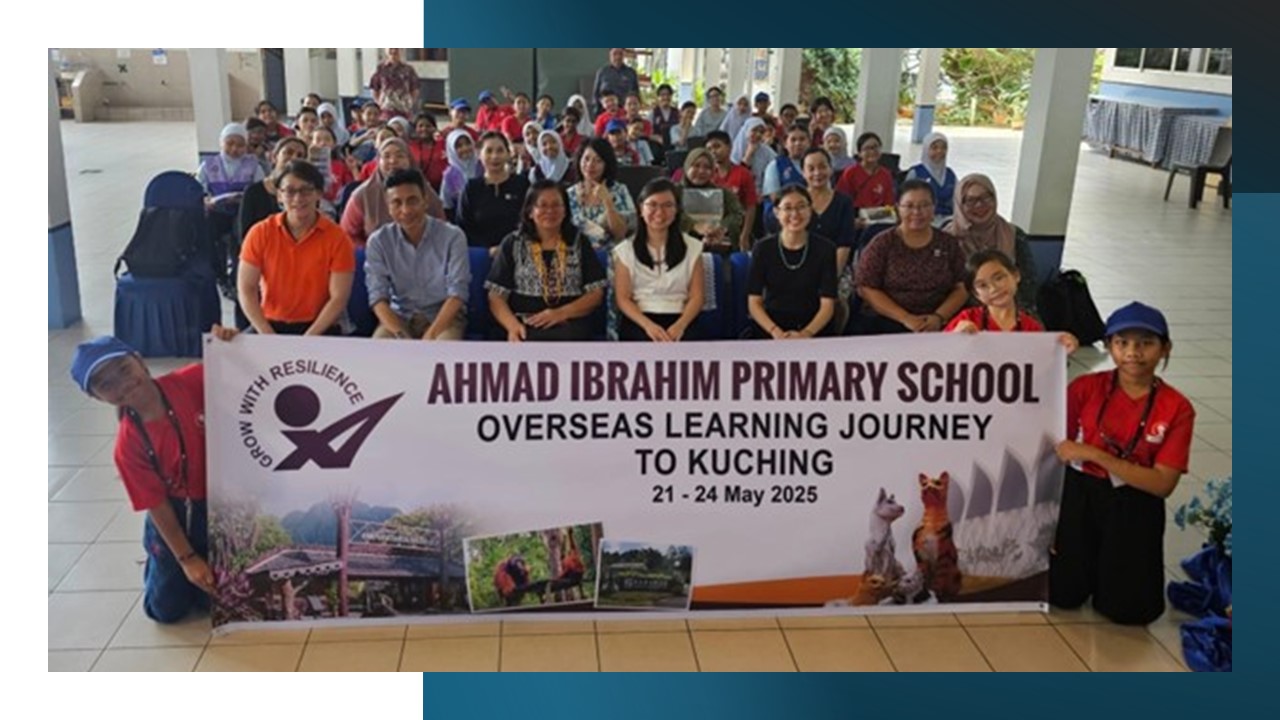 GROW WITH RESILIENCE
AHMAD IBRAHIM PRIMARY SCHOOL
OVERSEAS LEARNING JOURNEY
TO KUCHING
21 - 24 May 2025